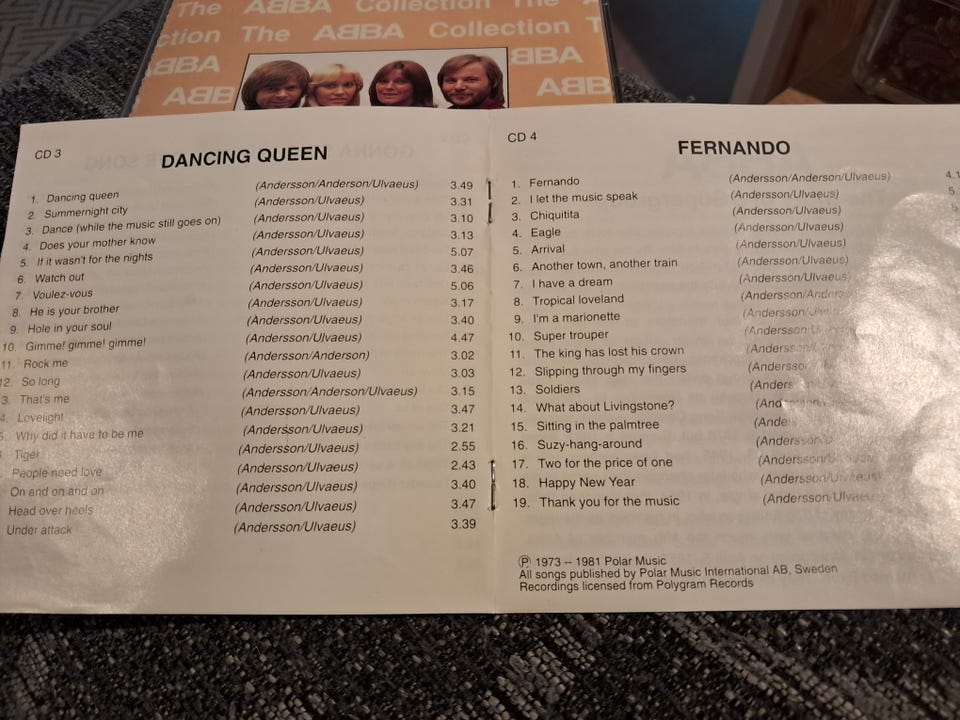 The ABBA Collection The A
ction The ABBA Collection T
ABBA ABBA
ABBA ABBA
CD 3
DANCING QUEEN
1. Dancing queen (Andersson/Anderson/Ulvaeus) 3.49
2. Summernight city (Andersson/Ulvaeus) 3.31
3. Dance (while the music still goes on) (Andersson/Ulvaeus) 3.10
4. Does your mother know (Andersson/Ulvaeus) 3.13
5. If it wasn't for the nights (Andersson/Ulvaeus) 5.07
6. Watch out (Andersson/Ulvaeus) 3.46
7. Voulez-vous (Andersson/Ulvaeus) 5.06
8. He is your brother (Andersson/Ulvaeus) 3.17
9. Hole in your soul (Andersson/Ulvaeus) 3.40
10. Gimme! gimme! gimme! (Andersson/Ulvaeus) 4.47
11. Rock me (Andersson/Anderson) 3.02
12. So long (Andersson/Ulvaeus) 3.03
3. That's me (Andersson/Anderson/Ulvaeus) 3.15
4. Lovelight (Andersson/Ulvaeus) 3.47
Why did it have to be me (Andersson/Ulvaeus) 3.21
Tiger (Andersson/Ulvaeus) 2.55
People need love (Andersson/Ulvaeus) 2.43
On and on and on (Andersson/Ulvaeus) 3.40
Head over heels (Andersson/Ulvaeus) 3.47
Under attack (Andersson/Ulvaeus) 3.39
CD 4
FERNANDO
1. Fernando (Andersson/Anderson/Ulvaeus) 4.1
2. I let the music speak (Andersson/Ulvaeus) 5.
3. Chiquitita (Andersson/Ulvaeus)
4. Eagle (Andersson/Ulvaeus)
5. Arrival (Andersson/Ulvaeus)
6. Another town, another train (Andersson/Ulvaeus)
7. I have a dream (Andersson/Ulvaeus)
8. Tropical loveland
9. I'm a marionette
10. Super trouper
11. The king has lost his crown
12. Slipping through my fingers
13. Soldiers
14. What about Livingstone?
15. Sitting in the palmtree
16. Suzy-hang-around
17. Two for the price of one
18. Happy New Year (Andersson/Ulvaeus)
19. Thank you for the music (Andersson/Ulvaeus)
Ⓟ 1973 -- 1981 Polar Music
All songs published by Polar Music International AB, Sweden
Recordings licensed from Polygram Records